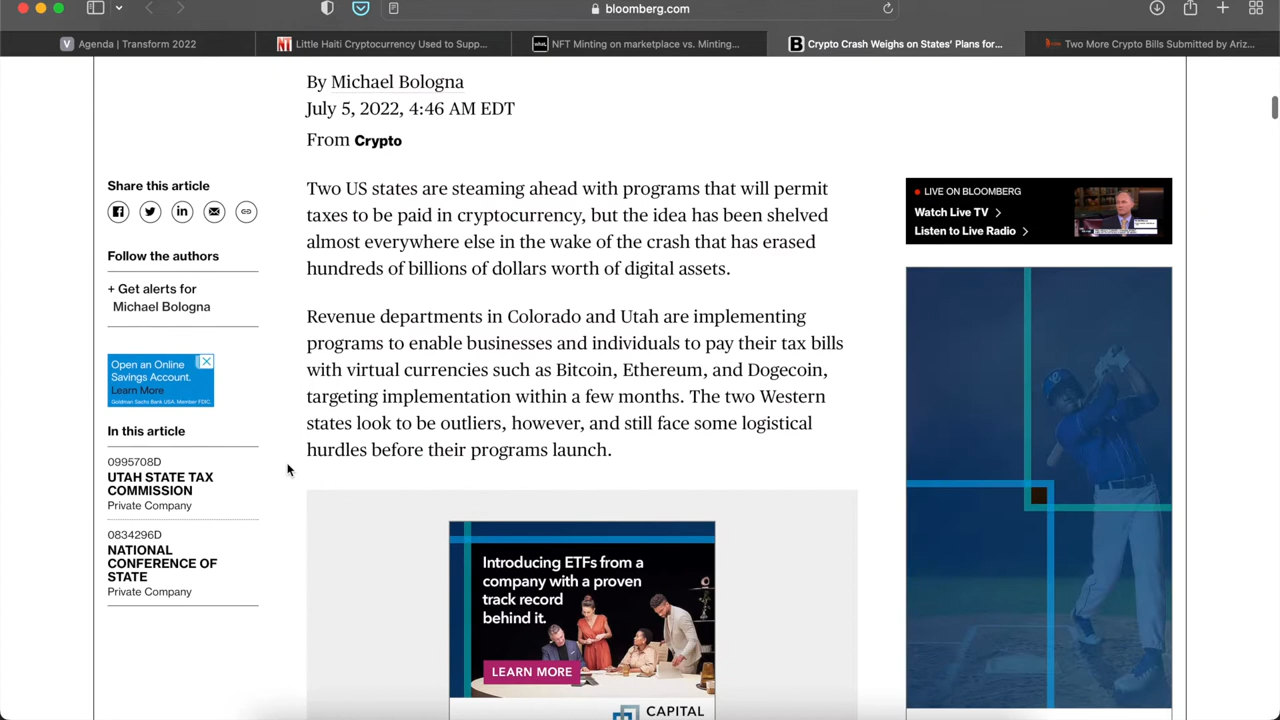 bloomberg.com
Agenda | Transform 2022
Little Haiti Cryptocurrency Used to Supp...
NFT Minting on marketplace vs. Minting...
Crypto Crash Weighs on States' Plans for...
Two More Crypto Bills Submitted by Ariz...
By Michael Bologna
July 5, 2022, 4:46 AM EDT
From Crypto
Share this article
Follow the authors
+ Get alerts for
Michael Bologna
Open an Online
Savings Account.
Learn More
Goldman Sachs Bank USA. Member FDIC.
In this article
0995708D
UTAH STATE TAX
COMMISSION
Private Company
0834296D
NATIONAL
CONFERENCE OF
STATE
Private Company
Two US states are steaming ahead with programs that will permit
taxes to be paid in cryptocurrency, but the idea has been shelved
almost everywhere else in the wake of the crash that has erased
hundreds of billions of dollars worth of digital assets.
Revenue departments in Colorado and Utah are implementing
programs to enable businesses and individuals to pay their tax bills
with virtual currencies such as Bitcoin, Ethereum, and Dogecoin,
targeting implementation within a few months. The two Western
states look to be outliers, however, and still face some logistical
hurdles before their programs launch.
Introducing ETFs from a
company with a proven
track record
behind it.
LEARN MORE
CAPITAL
LIVE ON BLOOMBERG
Watch Live TV
Listen to Live Radio